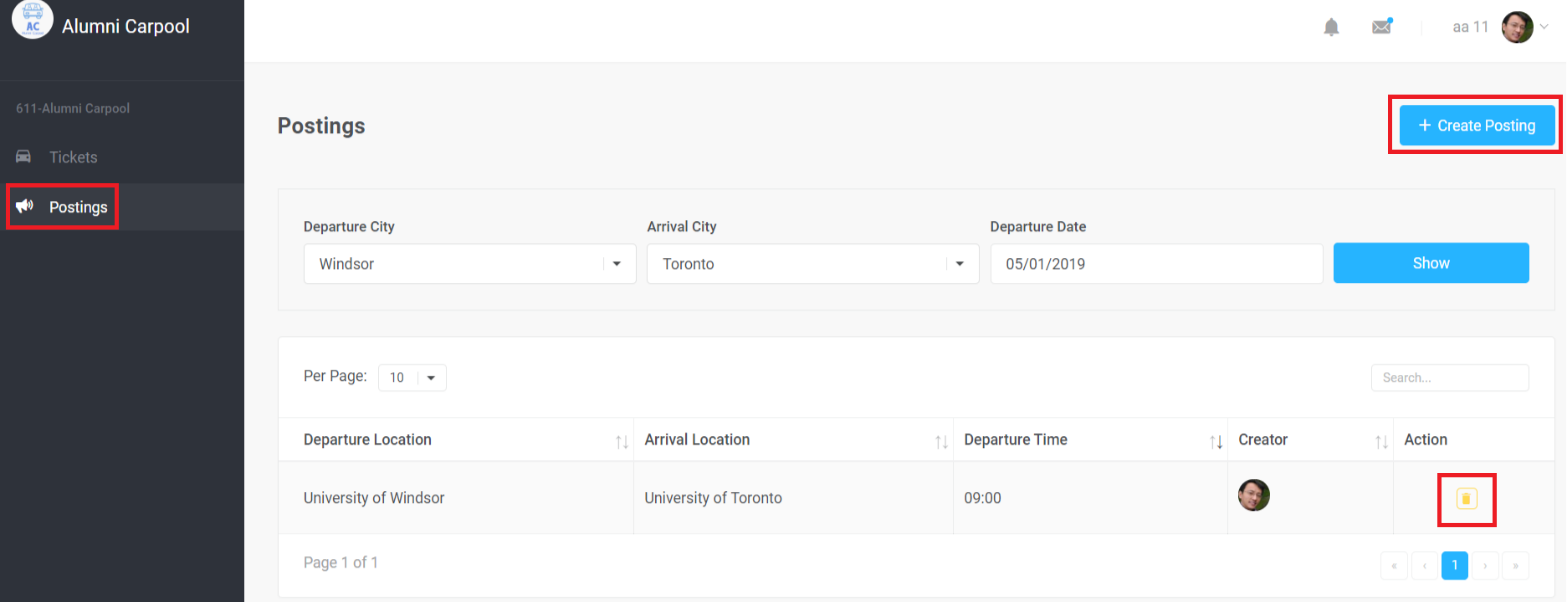 AC
Alumni Carpool
aa 11
611-Alumni Carpool
Tickets
Postings
Postings
+ Create Posting
Departure City
Arrival City
Departure Date
Windsor
Toronto
05/01/2019
Show
Per Page:
10
Search...
Departure Location
Arrival Location
Departure Time
Creator
Action
University of Windsor
University of Toronto
09:00
Page 1 of 1
« ‹ 1 › »